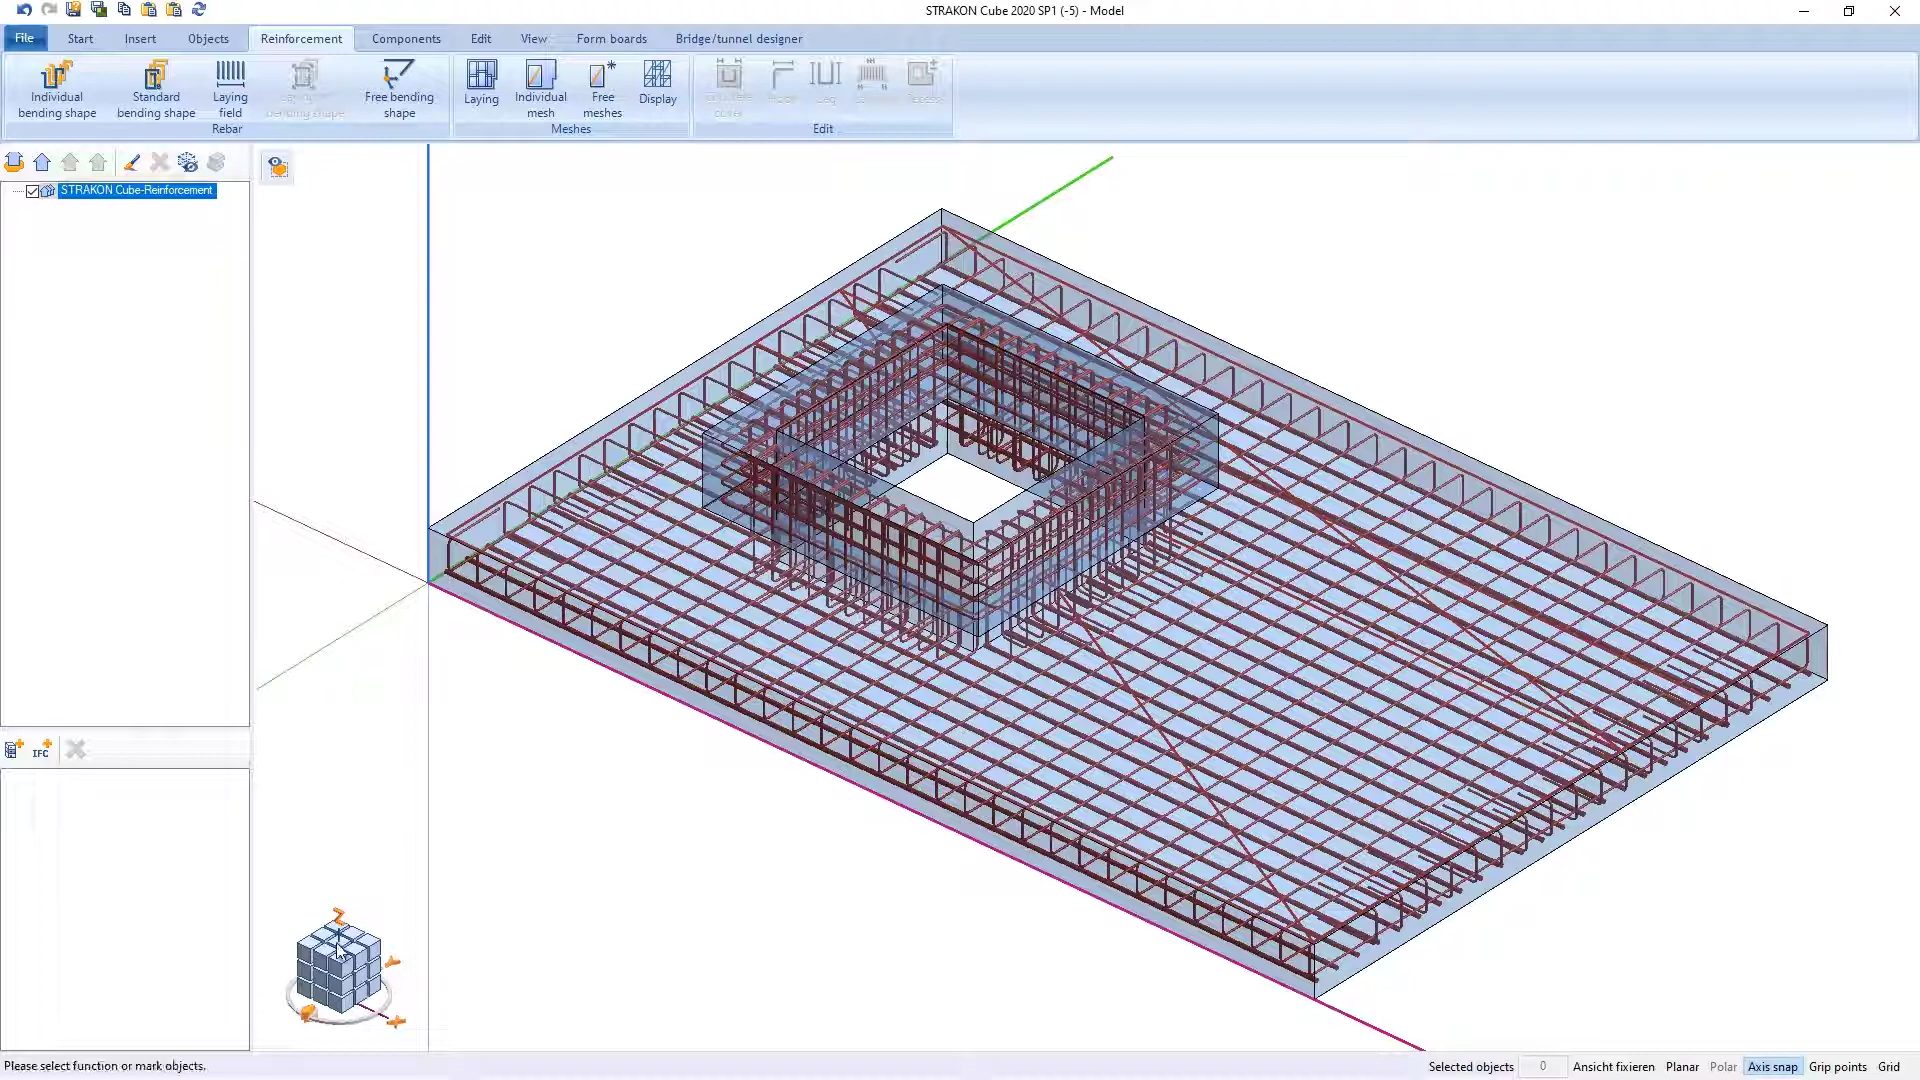 STRAKON Cube 2020 SP1 (-5) - Model
File Start Insert Objects Reinforcement Components Edit View Form boards Bridge/tunnel designer
Individual bending shape
Standard bending shape
Laying field
bending shape
Free bending shape
Laying
Individual mesh
Free meshes
Display
cover
Rebar Meshes Edit
STRAKON Cube-Reinforcement
IFC
Z
Please select function or mark objects.
Selected objects 0 Ansicht fixieren Planar Polar Axis snap Grip points Grid